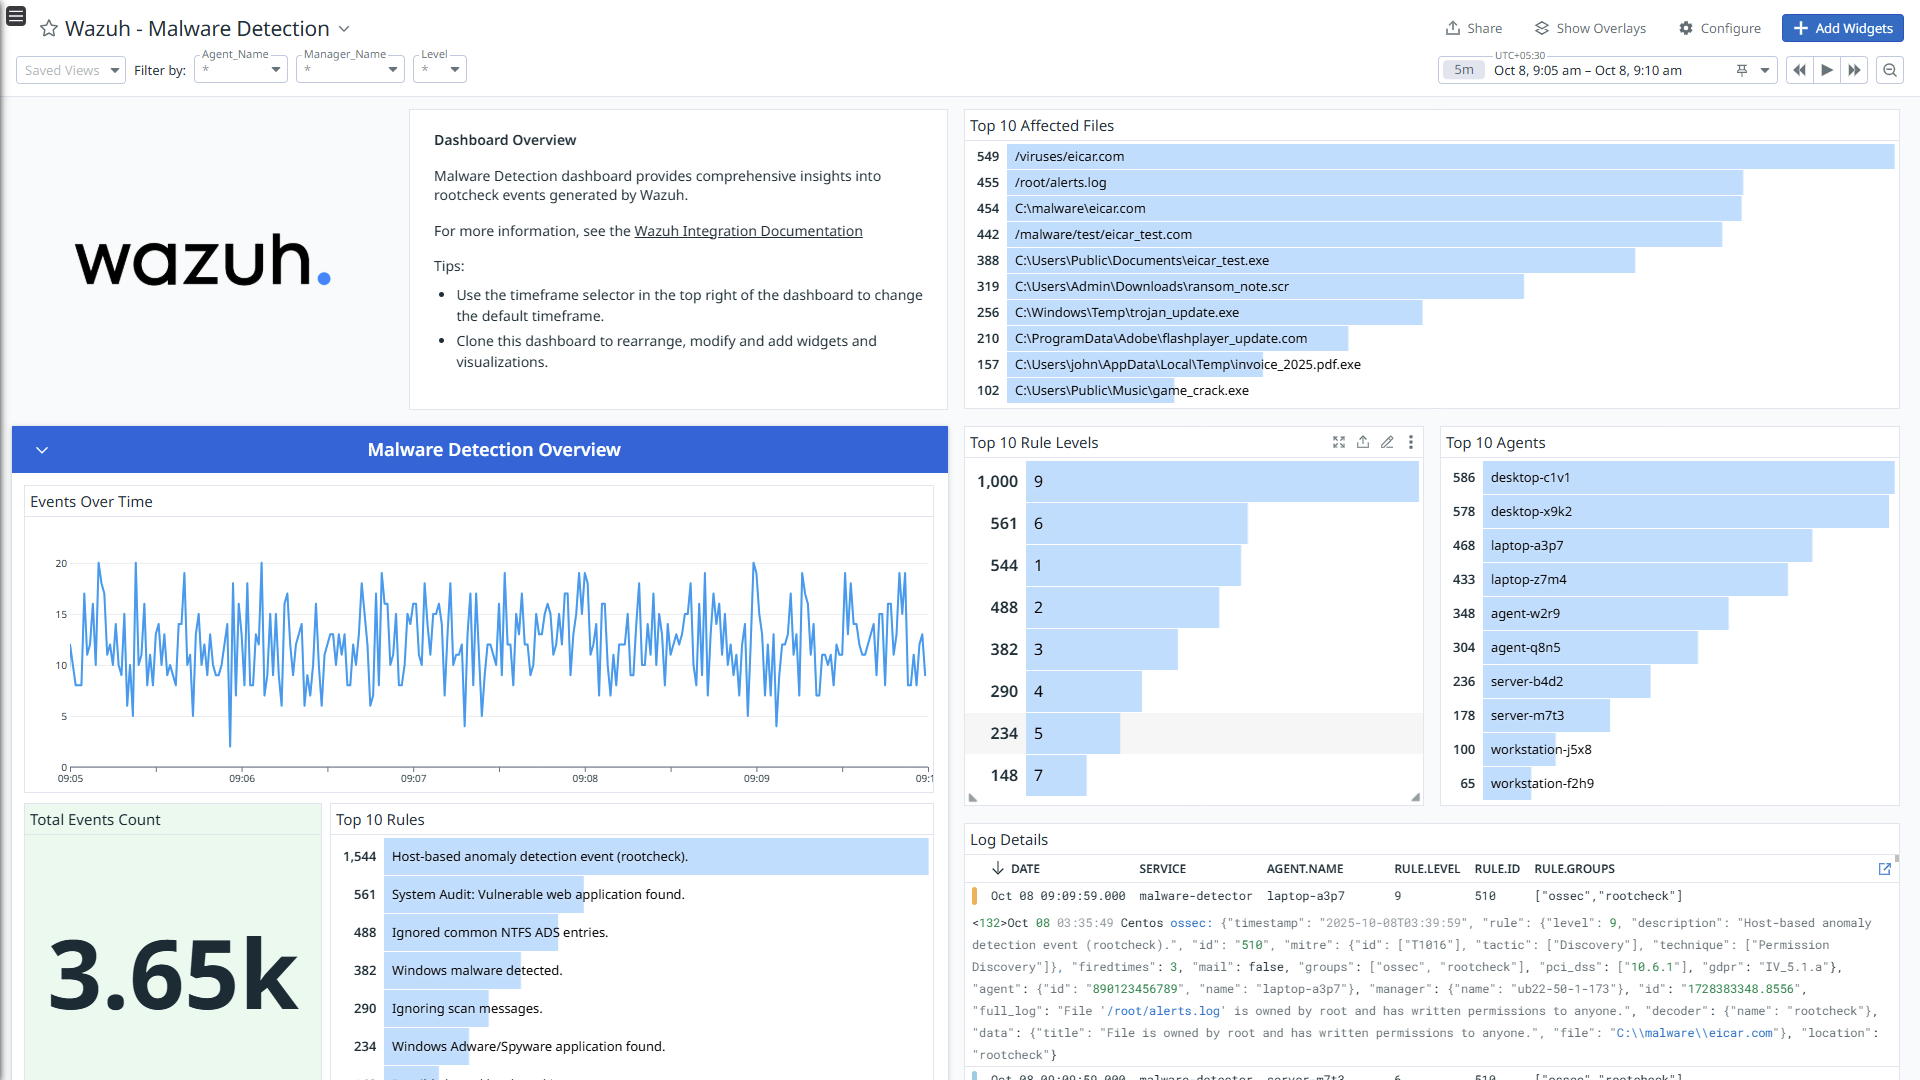 Wazuh - Malware Detection
Share
Show Overlays
Configure
Add Widgets
Saved Views
Filter by:
Agent_Name
*
Manager_Name
*
Level
*
UTC+05:30
5m
Oct 8, 9:05 am – Oct 8, 9:10 am
wazuh.
Dashboard Overview
Malware Detection dashboard provides comprehensive insights into
rootcheck events generated by Wazuh.
For more information, see the Wazuh Integration Documentation
Tips:
• Use the timeframe selector in the top right of the dashboard to change
the default timeframe.
• Clone this dashboard to rearrange, modify and add widgets and
visualizations.
Top 10 Affected Files
549 /viruses/eicar.com
455 /root/alerts.log
454 C:\malware\eicar.com
442 /malware/test/eicar_test.com
388 C:\Users\Public\Documents\eicar_test.exe
319 C:\Users\Admin\Downloads\ransom_note.scr
256 C:\Windows\Temp\trojan_update.exe
210 C:\ProgramData\Adobe\flashplayer_update.com
157 C:\Users\john\AppData\Local\Temp\invoice_2025.pdf.exe
102 C:\Users\Public\Music\game_crack.exe
Malware Detection Overview
Events Over Time
20
15
10
5
0
09:05 09:06 09:07 09:08 09:09 09:1
Total Events Count
3.65k
Top 10 Rules
1,544 Host-based anomaly detection event (rootcheck).
561 System Audit: Vulnerable web application found.
488 Ignored common NTFS ADS entries.
382 Windows malware detected.
290 Ignoring scan messages.
234 Windows Adware/Spyware application found.
Top 10 Rule Levels
1,000 9
561 6
544 1
488 2
382 3
290 4
234 5
148 7
Top 10 Agents
586 desktop-c1v1
578 desktop-x9k2
468 laptop-a3p7
433 laptop-z7m4
348 agent-w2r9
304 agent-q8n5
236 server-b4d2
178 server-m7t3
100 workstation-j5x8
65 workstation-f2h9
Log Details
DATE SERVICE AGENT.NAME RULE.LEVEL RULE.ID RULE.GROUPS
Oct 08 09:09:59.000 malware-detector laptop-a3p7 9 510 ["ossec","rootcheck"]
<132>Oct 08 03:35:49 Centos ossec: {"timestamp": "2025-10-08T03:39:59", "rule": {"level": 9, "description": "Host-based anomaly
detection event (rootcheck).", "id": "510", "mitre": {"id": ["T1016"], "tactic": ["Discovery"], "technique": ["Permission
Discovery"]}, "firedtimes": 3, "mail": false, "groups": ["ossec", "rootcheck"], "pci_dss": ["10.6.1"], "gdpr": "IV_5.1.a"},
"agent": {"id": "890123456789", "name": "laptop-a3p7"}, "manager": {"name": "ub22-50-1-173"}, "id": "1728383348.8556",
"full_log": "File '/root/alerts.log' is owned by root and has written permissions to anyone.", "decoder": {"name": "rootcheck"},
"data": {"title": "File is owned by root and has written permissions to anyone.", "file": "C:\\malware\\eicar.com"}, "location":
"rootcheck"}
Oct 08 09:09:59.000 malware-detector server-m7t3 6 510 ["ossec","rootcheck"]